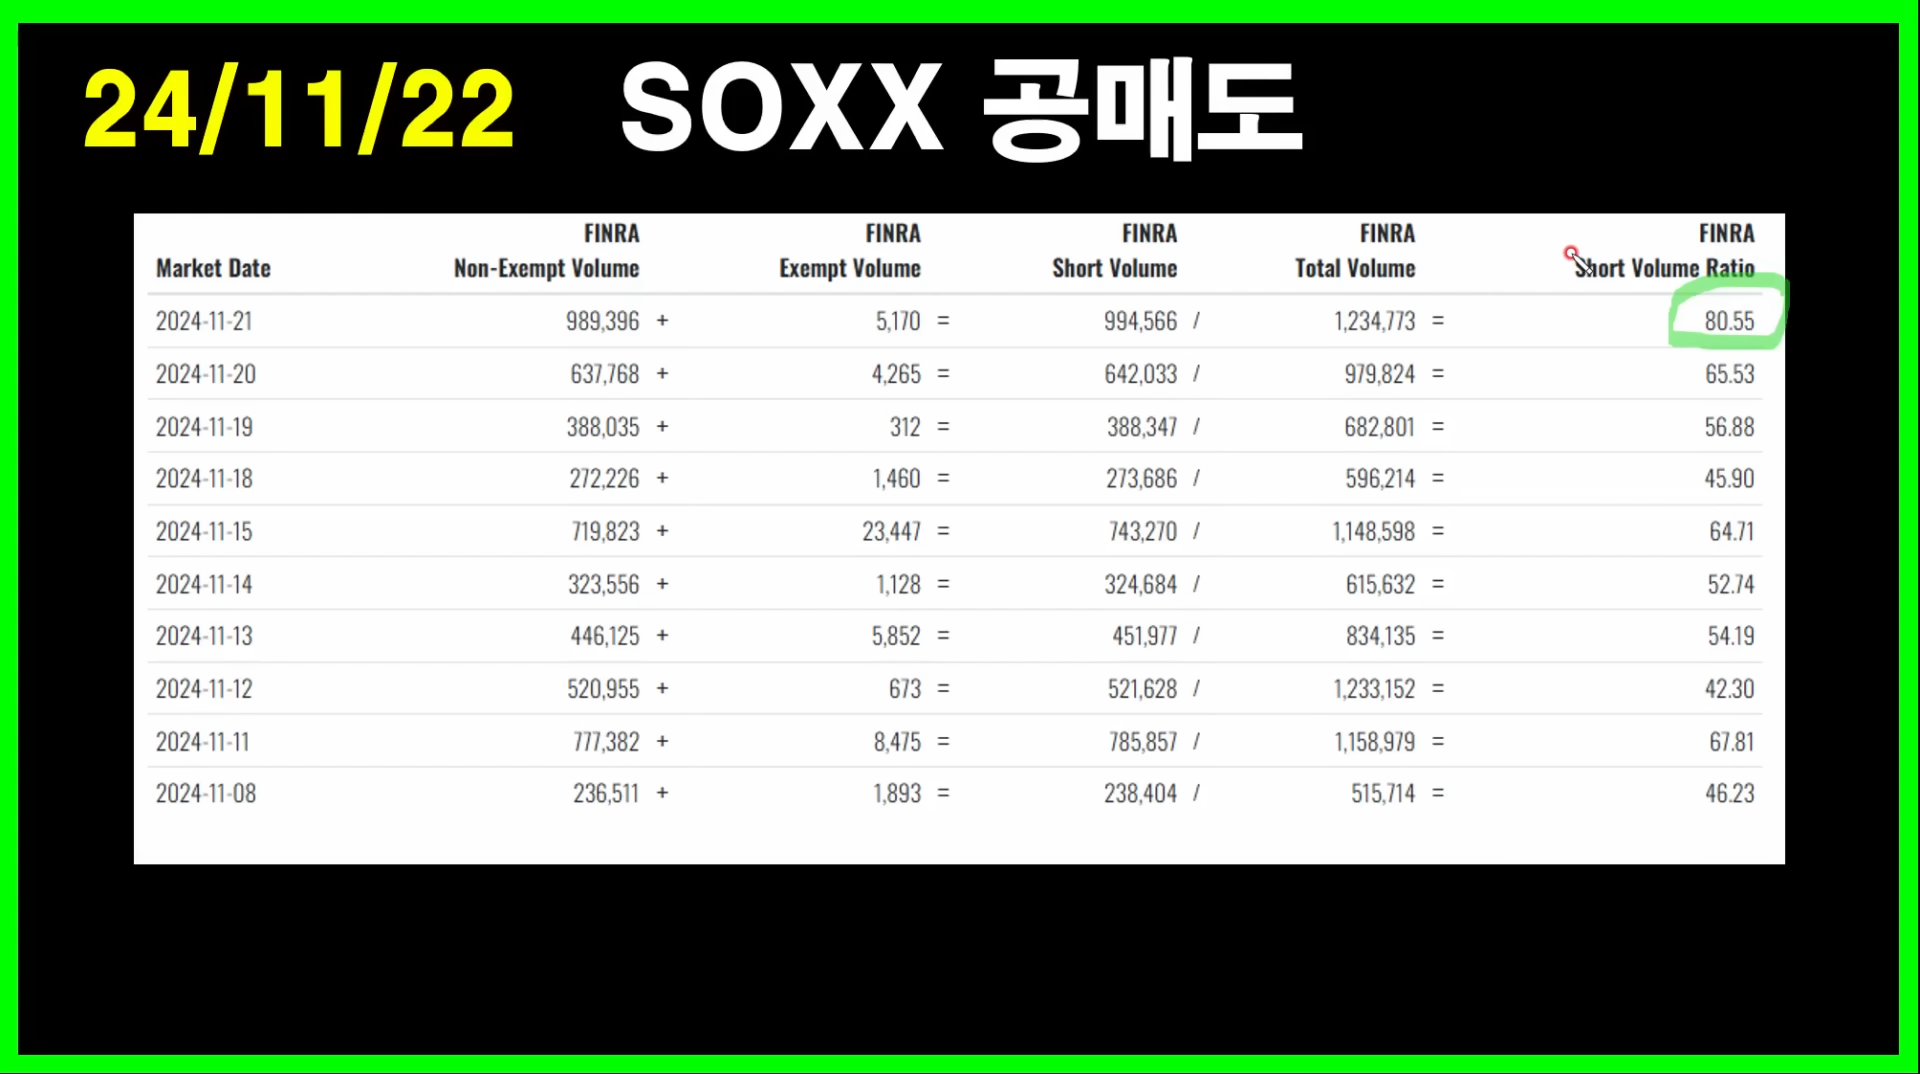 24/11/22 SOXX 공매도
FINRA FINRA FINRA FINRA FINRA
Market Date Non-Exempt Volume Exempt Volume Short Volume Total Volume Short Volume Ratio
2024-11-21 989,396 + 5,170 = 994,566 / 1,234,773 = 80.55
2024-11-20 637,768 + 4,265 = 642,033 / 979,824 = 65.53
2024-11-19 388,035 + 312 = 388,347 / 682,801 = 56.88
2024-11-18 272,226 + 1,460 = 273,686 / 596,214 = 45.90
2024-11-15 719,823 + 23,447 = 743,270 / 1,148,598 = 64.71
2024-11-14 323,556 + 1,128 = 324,684 / 615,632 = 52.74
2024-11-13 446,125 + 5,852 = 451,977 / 834,135 = 54.19
2024-11-12 520,955 + 673 = 521,628 / 1,233,152 = 42.30
2024-11-11 777,382 + 8,475 = 785,857 / 1,158,979 = 67.81
2024-11-08 236,511 + 1,893 = 238,404 / 515,714 = 46.23